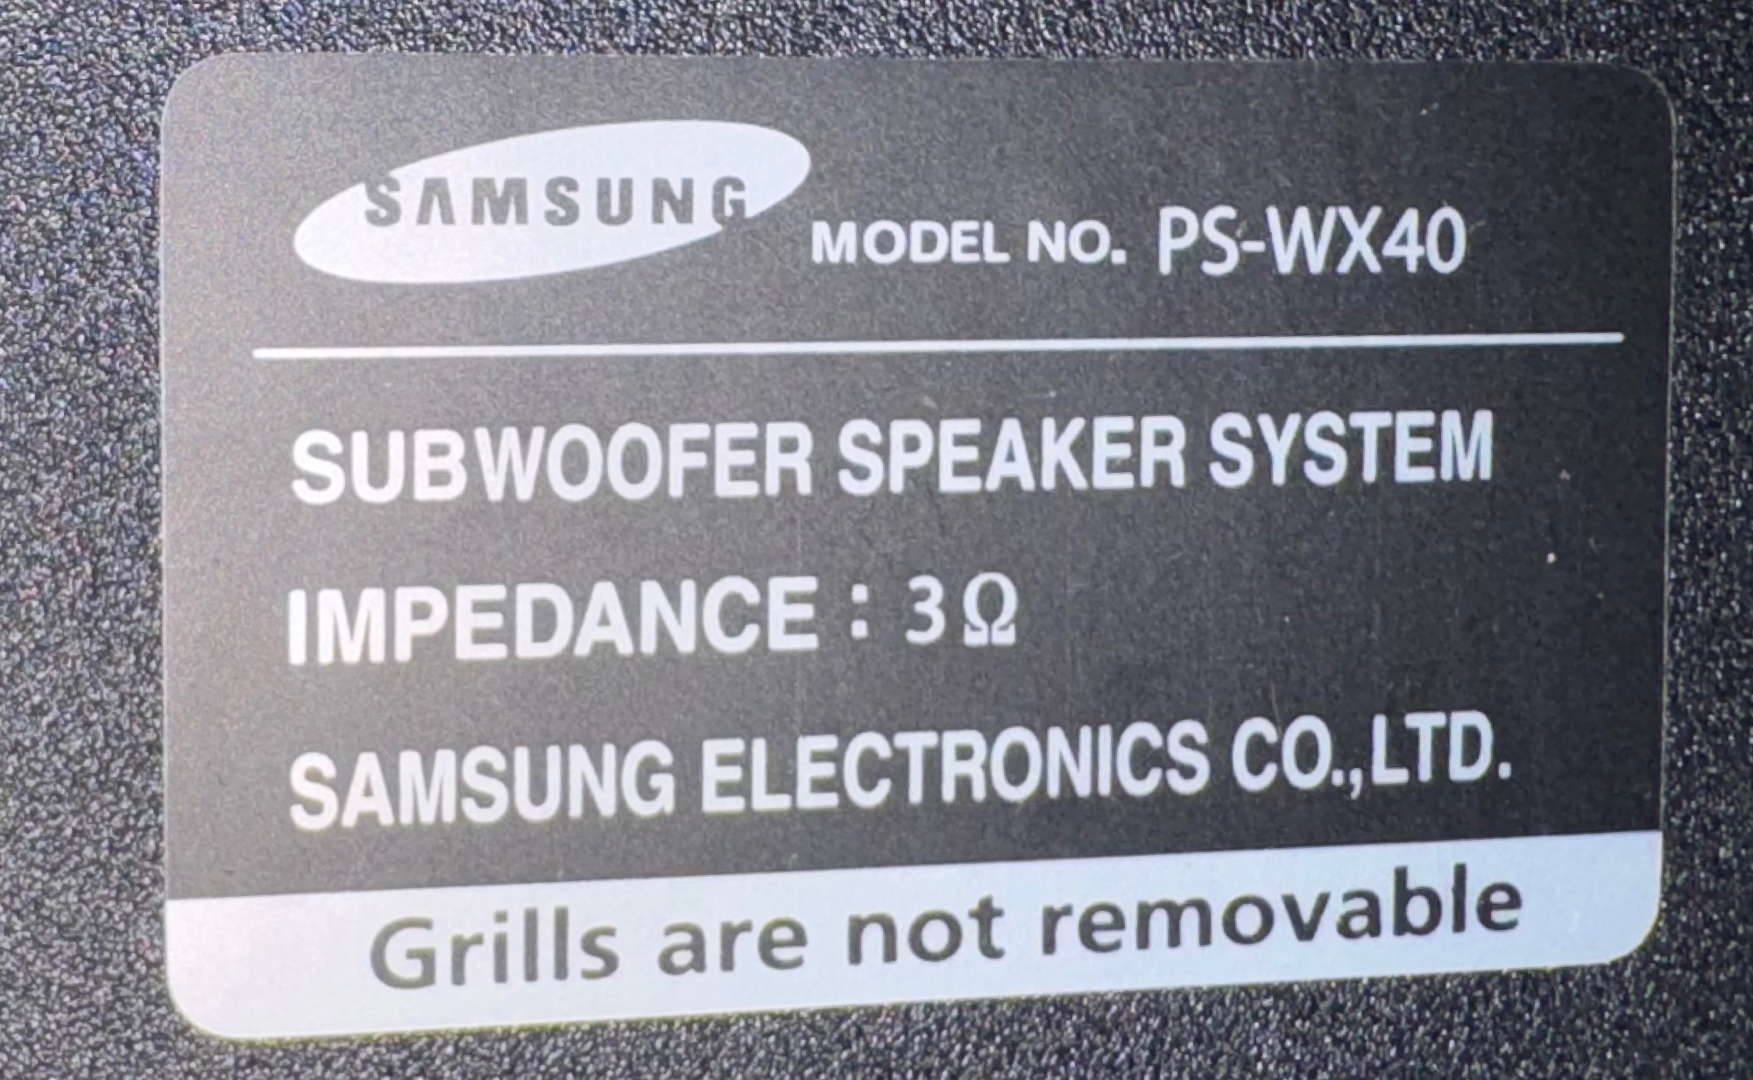 SAMSUNG MODEL NO. PS-WX40
SUBWOOFER SPEAKER SYSTEM
IMPEDANCE : 3Ω
SAMSUNG ELECTRONICS CO.,LTD.
Grills are not removable